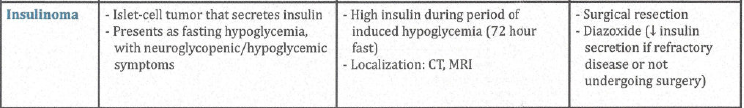 Insulinoma
- Islet-cell tumor that secretes insulin
- Presents as fasting hypoglycemia,
with neuroglycopenic/hypoglycemic
symptoms
- High insulin during period of
induced hypoglycemia (72 hour
fast)
- Localization: CT, MRI
- Surgical resection
- Diazoxide (↓ insulin
secretion if refractory
disease or not
undergoing surgery)